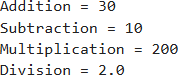 Addition = 30
Subtraction = 10
Multiplication = 200
Division = 2.0